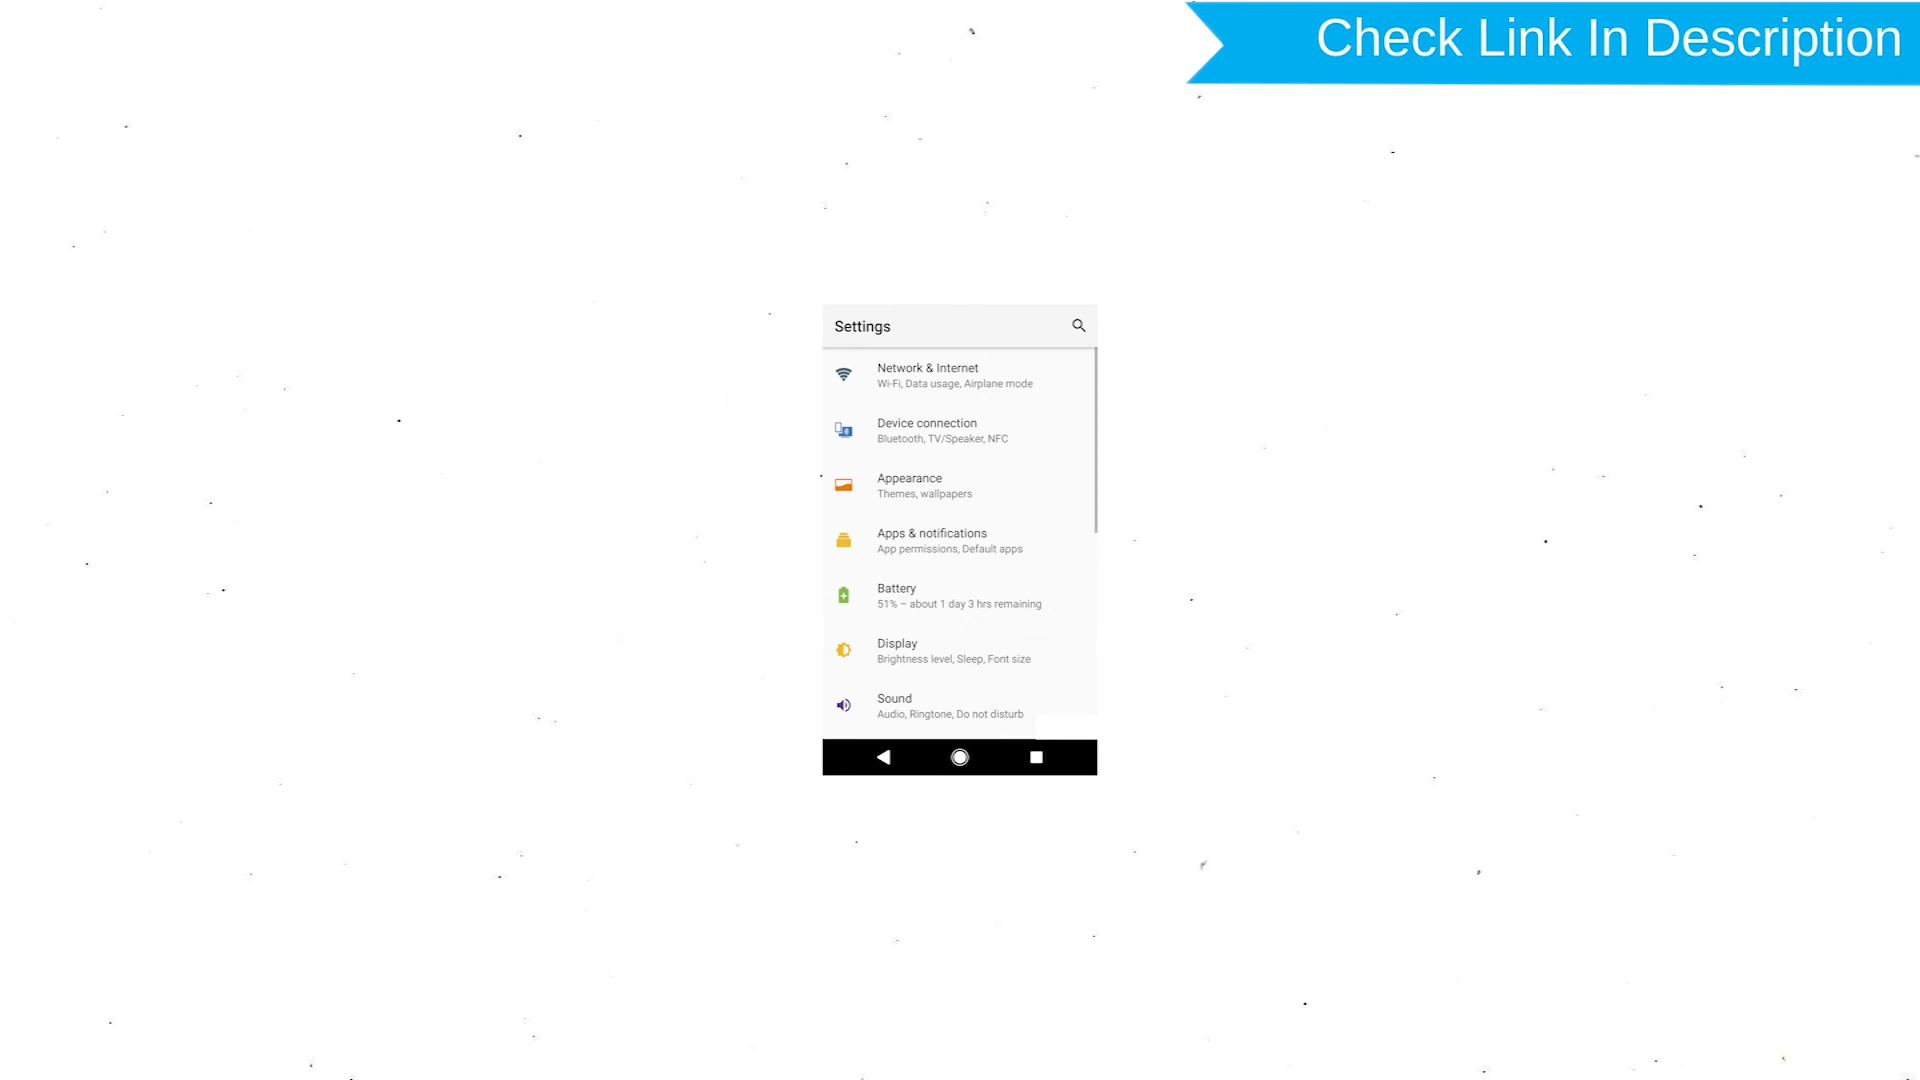 Check Link In Description
Settings
Network & Internet
Wi-Fi, Data usage, Airplane mode
Device connection
Bluetooth, TV/Speaker, NFC
Appearance
Themes, wallpapers
Apps & notifications
App permissions, Default apps
Battery
51% – about 1 day 3 hrs remaining
Display
Brightness level, Sleep, Font size
Sound
Audio, Ringtone, Do not disturb